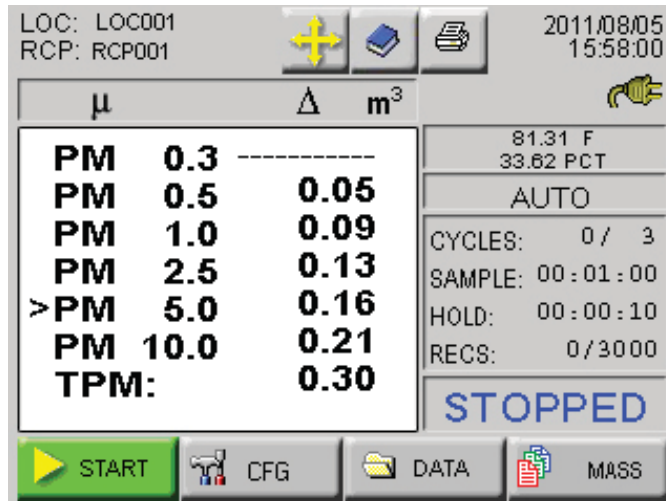 LOC: LOC001
RCP: RCP001
2011/08/05
15:58:00
μ Δ m³
PM 0.3 -----------
PM 0.5 0.05
PM 1.0 0.09
PM 2.5 0.13
>PM 5.0 0.16
PM 10.0 0.21
TPM: 0.30
81.31 F
33.62 PCT
AUTO
CYCLES: 0/ 3
SAMPLE: 00:01:00
HOLD: 00:00:10
RECS: 0/3000
STOPPED
START
CFG
DATA
MASS